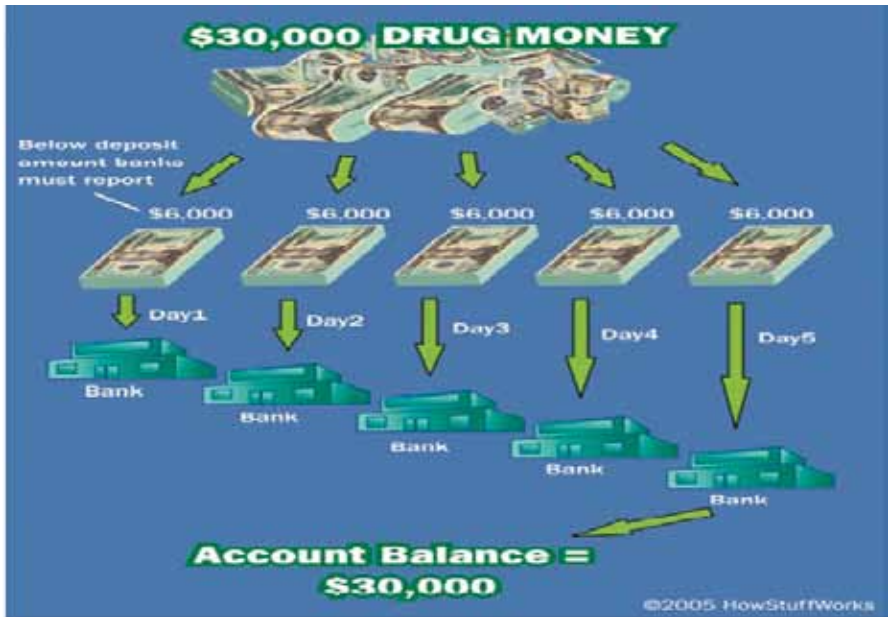 $30,000 DRUG MONEY
Below deposit
amount banks
must report
$6,000 $6,000 $6,000 $6,000 $6,000
Day1
Day2
Day3
Day4
Day5
Bank
Bank
Bank
Bank
Bank
Account Balance =
$30,000
©2005 HowStuffWorks